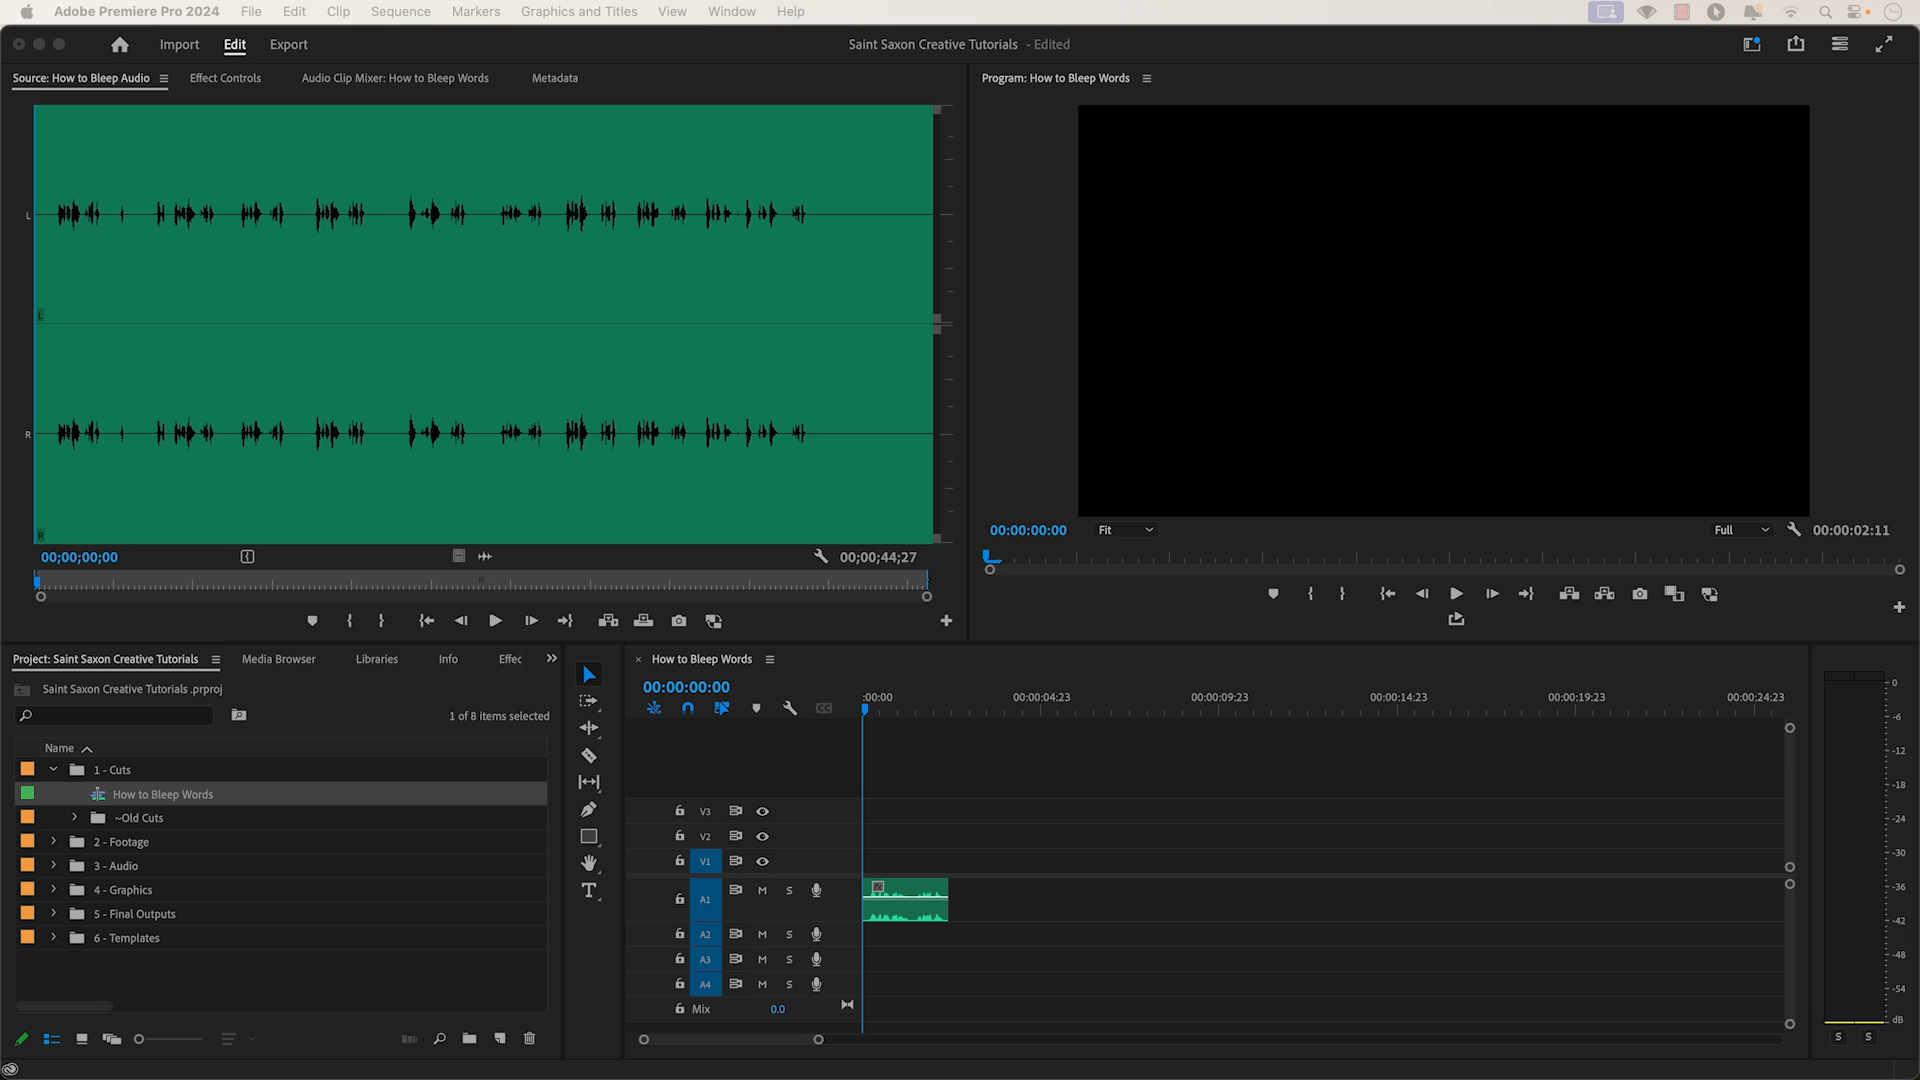 Adobe Premiere Pro 2024 File Edit Clip Sequence Markers Graphics and Titles View Window Help
Import Edit Export Saint Saxon Creative Tutorials - Edited
Source: How to Bleep Audio Effect Controls Audio Clip Mixer: How to Bleep Words Metadata
Program: How to Bleep Words
L
L
R
R
00;00;00;00 00;00;44;27
00:00:00:00 Fit Full 00:00:02:11
Project: Saint Saxon Creative Tutorials Media Browser Libraries Info Effec
Saint Saxon Creative Tutorials .prproj
1 of 8 items selected
Name
1 - Cuts
How to Bleep Words
~Old Cuts
2 - Footage
3 - Audio
4 - Graphics
5 - Final Outputs
6 - Templates
× How to Bleep Words
00:00:00:00
:00:00 00:00:04:23 00:00:09:23 00:00:14:23 00:00:19:23 00:00:24:23
CC
V3
V2
V1
A1 M S
fx
A2 M S
A3 M S
A4 M S
Mix 0.0
0
-6
-12
-18
-24
-30
-36
-42
-48
-54
dB
S S